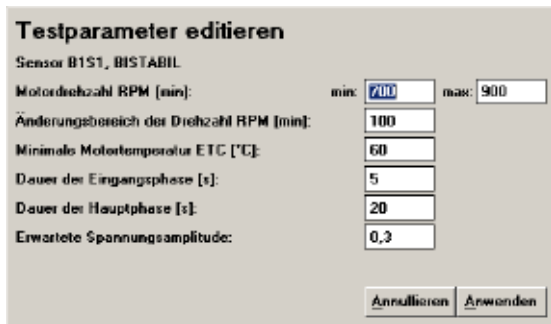 Testparameter editieren
Sensor B1S1, BISTABIL
Motordrehzahl RPM [min]: min: 700 max: 900
Änderungsbereich der Drehzahl RPM [min]: 100
Minimale Motortemperatur ETC [°C]: 60
Dauer der Eingangsphase [s]: 5
Dauer der Hauptphase [s]: 20
Erwartete Spannungsamplitude: 0,3
Annullieren Anwenden